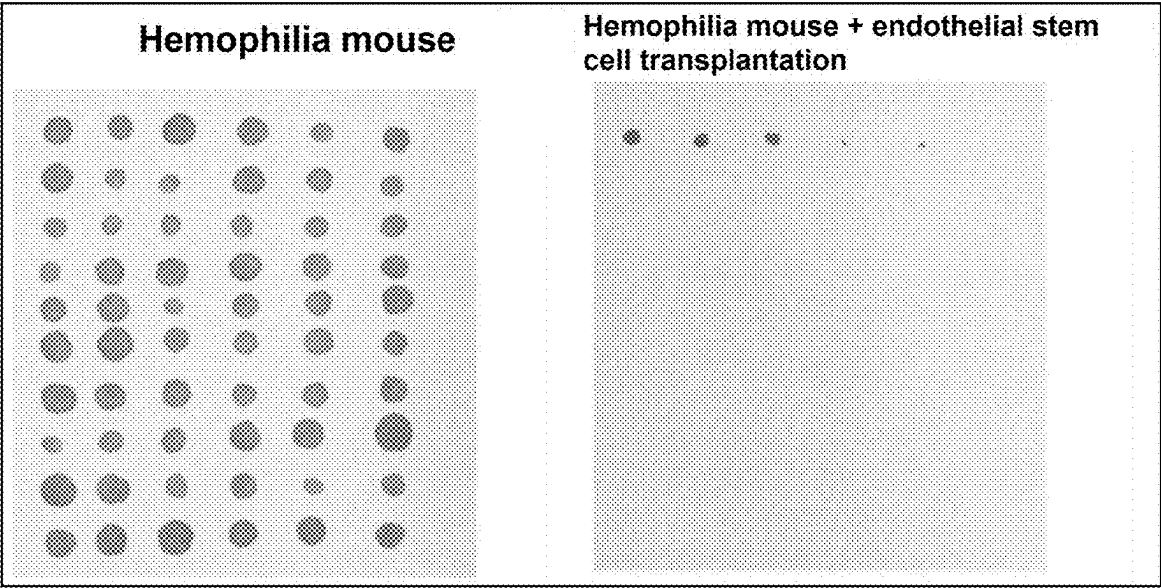 Hemophilia mouse
Hemophilia mouse + endothelial stem
cell transplantation